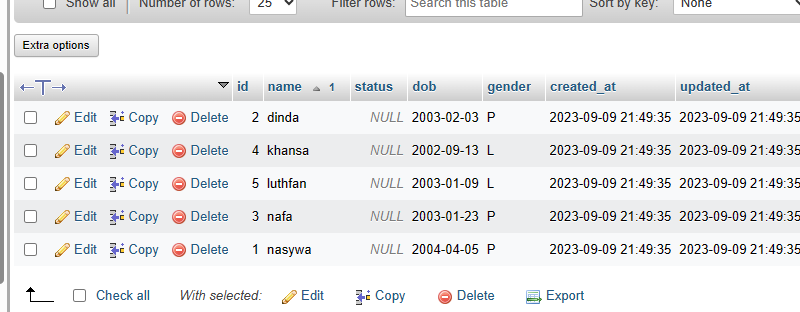 Show all Number of rows: 25 Filter rows: Search this table Sort by key: None
Extra options
id name 1 status dob gender created_at updated_at
Edit Copy Delete 2 dinda NULL 2003-02-03 P 2023-09-09 21:49:35 2023-09-09 21:49:35
Edit Copy Delete 4 khansa NULL 2002-09-13 L 2023-09-09 21:49:35 2023-09-09 21:49:35
Edit Copy Delete 5 luthfan NULL 2003-01-09 L 2023-09-09 21:49:35 2023-09-09 21:49:35
Edit Copy Delete 3 nafa NULL 2003-01-23 P 2023-09-09 21:49:35 2023-09-09 21:49:35
Edit Copy Delete 1 nasywa NULL 2004-04-05 P 2023-09-09 21:49:35 2023-09-09 21:49:35
Check all With selected: Edit Copy Delete Export